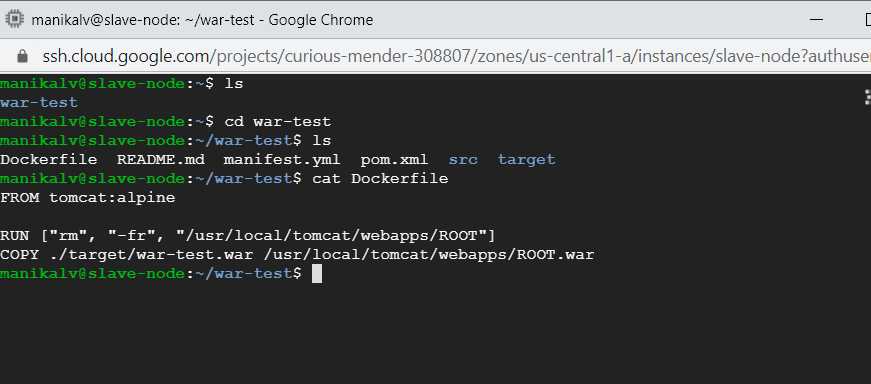 manikalv@slave-node: ~/war-test - Google Chrome
ssh.cloud.google.com/projects/curious-mender-308807/zones/us-central1-a/instances/slave-node?authuser
manikalv@slave-node:~$ ls
war-test
manikalv@slave-node:~$ cd war-test
manikalv@slave-node:~/war-test$ ls
Dockerfile  README.md  manifest.yml  pom.xml  src  target
manikalv@slave-node:~/war-test$ cat Dockerfile
FROM tomcat:alpine

RUN ["rm", "-fr", "/usr/local/tomcat/webapps/ROOT"]
COPY ./target/war-test.war /usr/local/tomcat/webapps/ROOT.war
manikalv@slave-node:~/war-test$